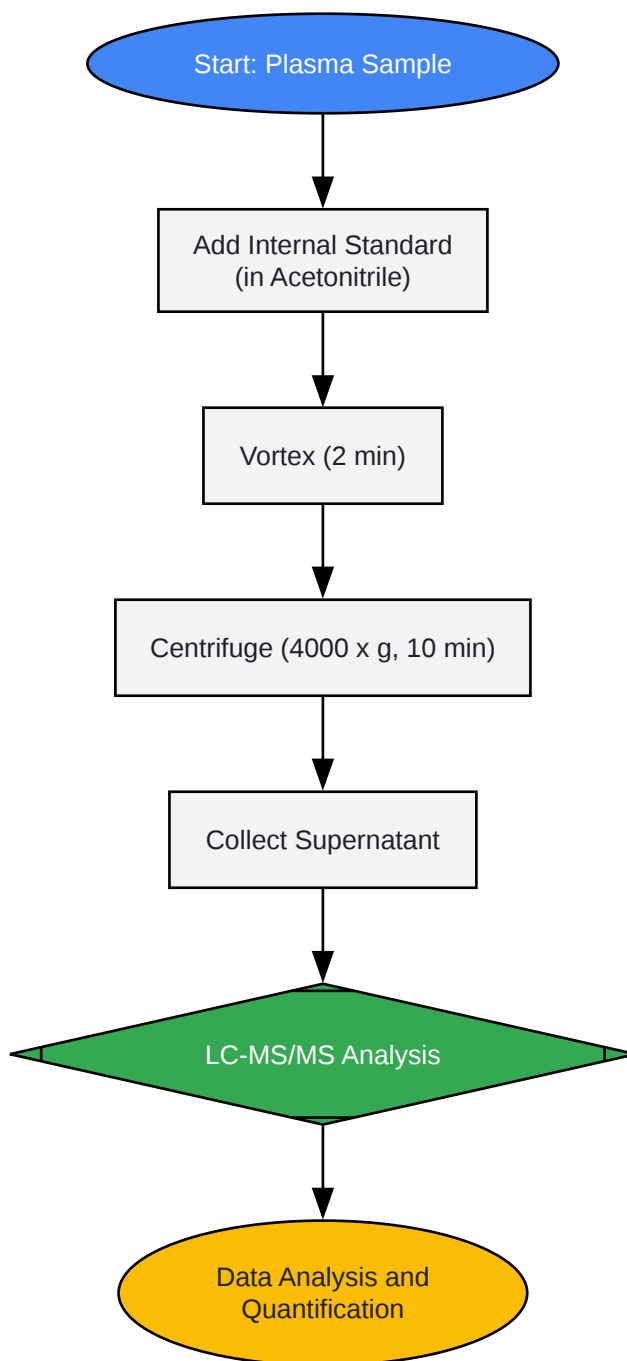 Start: Plasma Sample
Add Internal Standard
(in Acetonitrile)
Vortex (2 min)
Centrifuge (4000 x g, 10 min)
Collect Supernatant
LC-MS/MS Analysis
Data Analysis and
Quantification